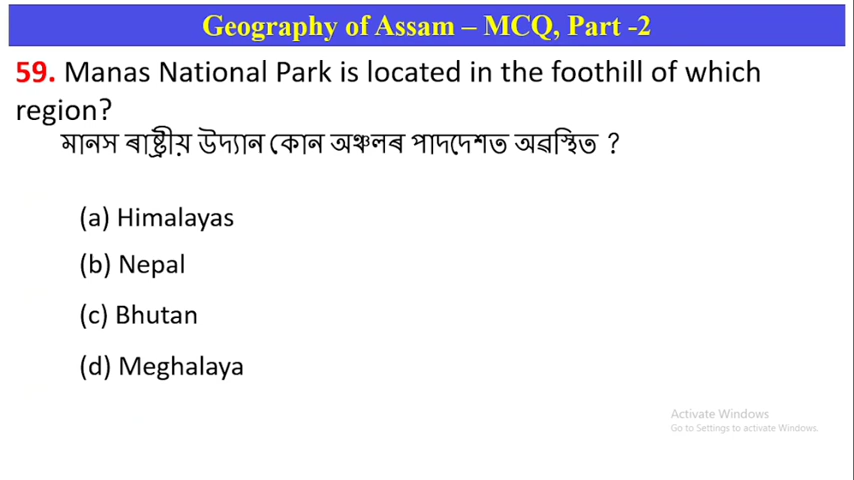 Geography of Assam – MCQ, Part -2
59. Manas National Park is located in the foothill of which
region?
মানস ৰাষ্ট্ৰীয় উদ্যান কোন অঞ্চলৰ পাদদেশত অৱস্থিত ?
(a) Himalayas
(b) Nepal
(c) Bhutan
(d) Meghalaya
Activate Windows
Go to Settings to activate Windows.